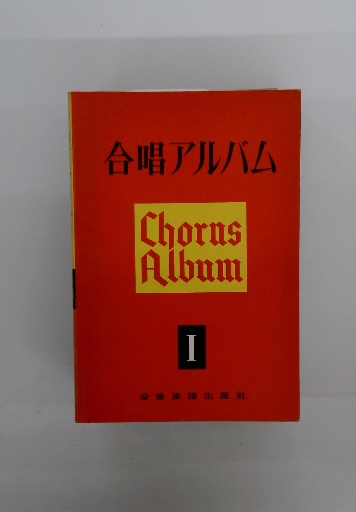 合唱アルバム
Chorus
Album
I
全音楽譜出版社